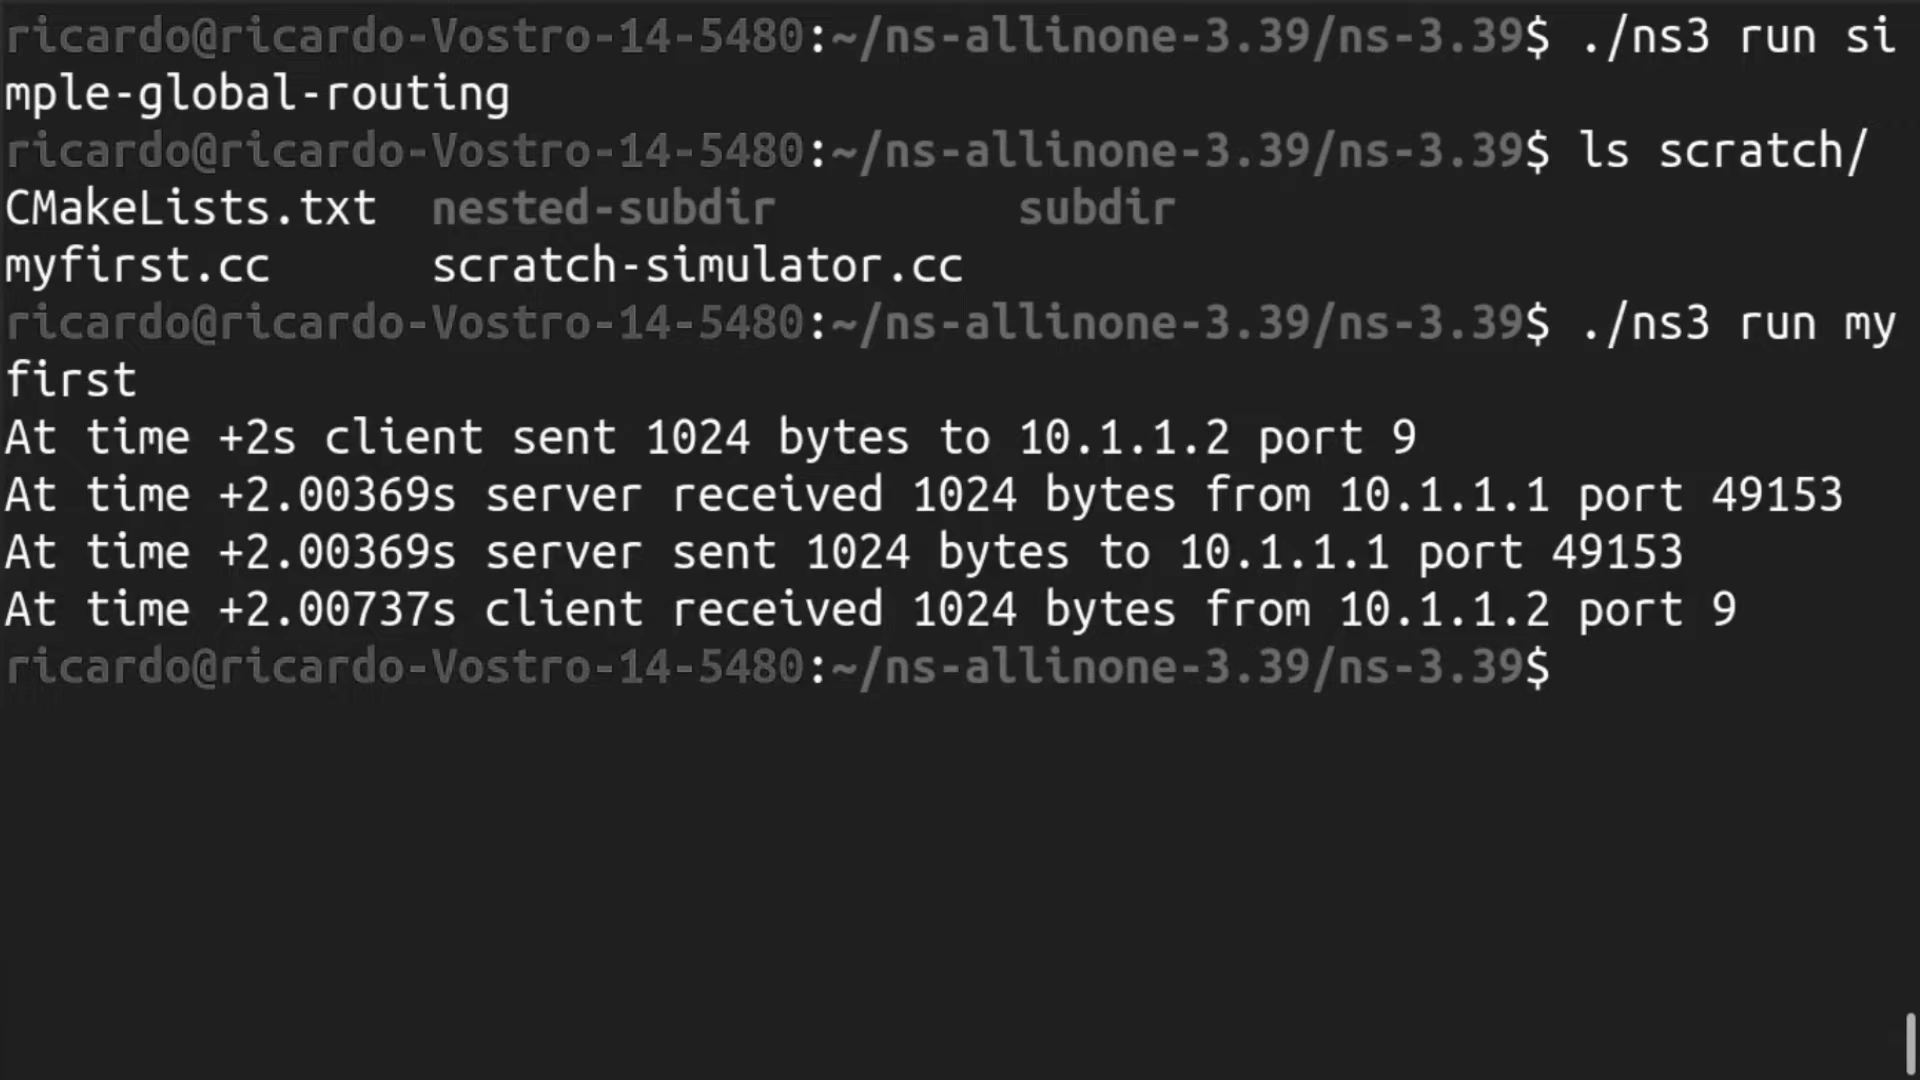 ricardo@ricardo-Vostro-14-5480:~/ns-allinone-3.39/ns-3.39$ ./ns3 run si
mple-global-routing
ricardo@ricardo-Vostro-14-5480:~/ns-allinone-3.39/ns-3.39$ ls scratch/
CMakeLists.txt  nested-subdir         subdir
myfirst.cc      scratch-simulator.cc
ricardo@ricardo-Vostro-14-5480:~/ns-allinone-3.39/ns-3.39$ ./ns3 run my
first
At time +2s client sent 1024 bytes to 10.1.1.2 port 9
At time +2.00369s server received 1024 bytes from 10.1.1.1 port 49153
At time +2.00369s server sent 1024 bytes to 10.1.1.1 port 49153
At time +2.00737s client received 1024 bytes from 10.1.1.2 port 9
ricardo@ricardo-Vostro-14-5480:~/ns-allinone-3.39/ns-3.39$